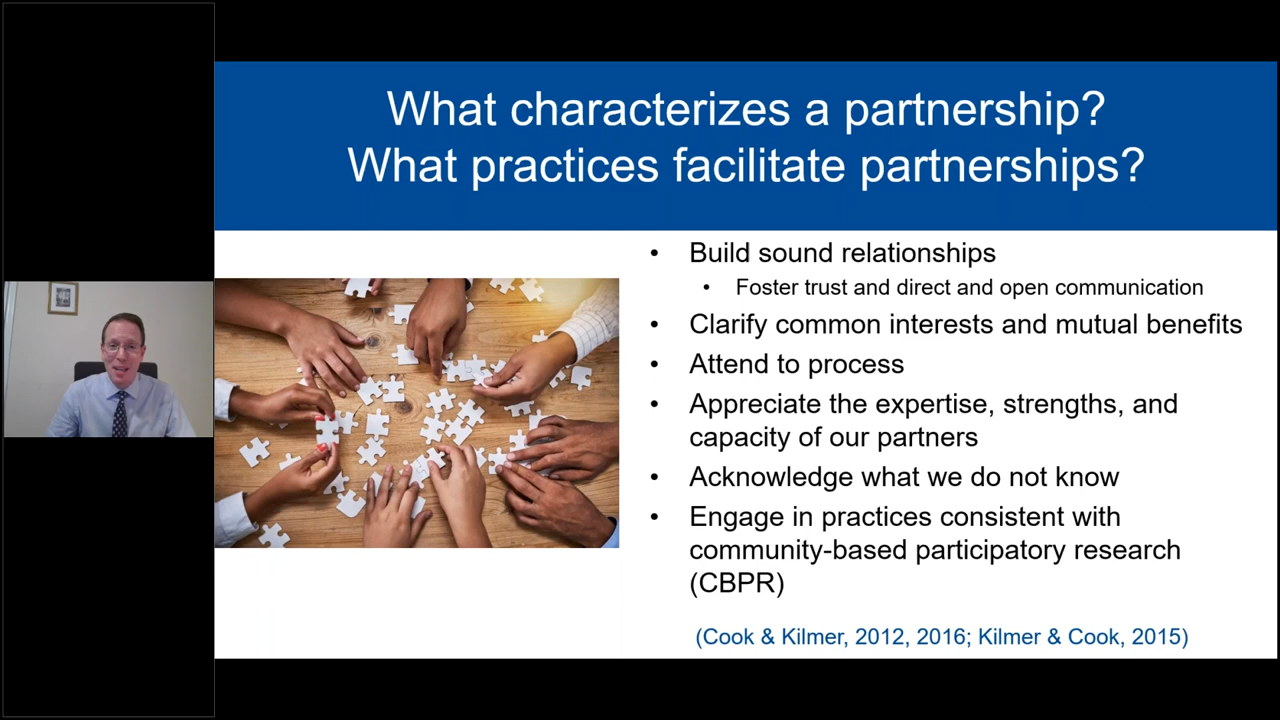 What characterizes a partnership?
What practices facilitate partnerships?
• Build sound relationships
• Foster trust and direct and open communication
• Clarify common interests and mutual benefits
• Attend to process
• Appreciate the expertise, strengths, and
capacity of our partners
• Acknowledge what we do not know
• Engage in practices consistent with
community-based participatory research
(CBPR)
(Cook & Kilmer, 2012, 2016; Kilmer & Cook, 2015)